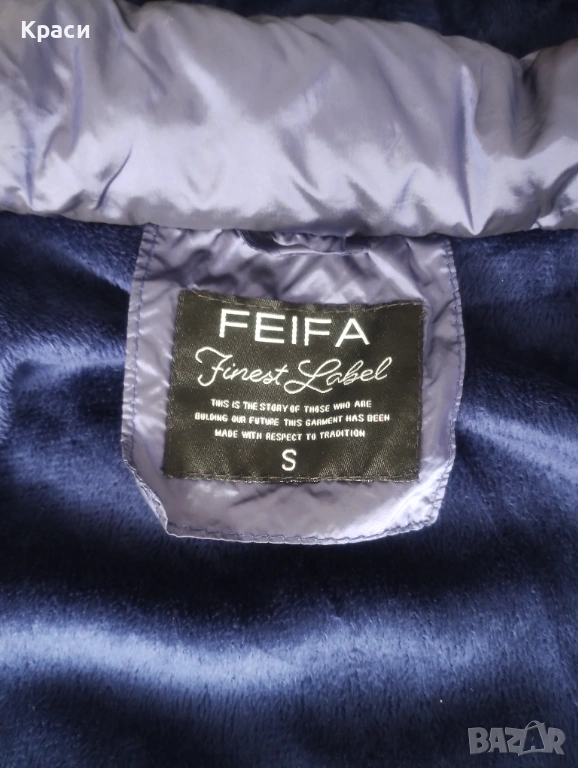 Краси
FEIFA
Finest Label
THIS IS THE STORY OF THOSE WHO ARE
BUILDING OUR FUTURE THIS GARMENT HAS BEEN
MADE WITH RESPECT TO TRADITION
S
BAZAR